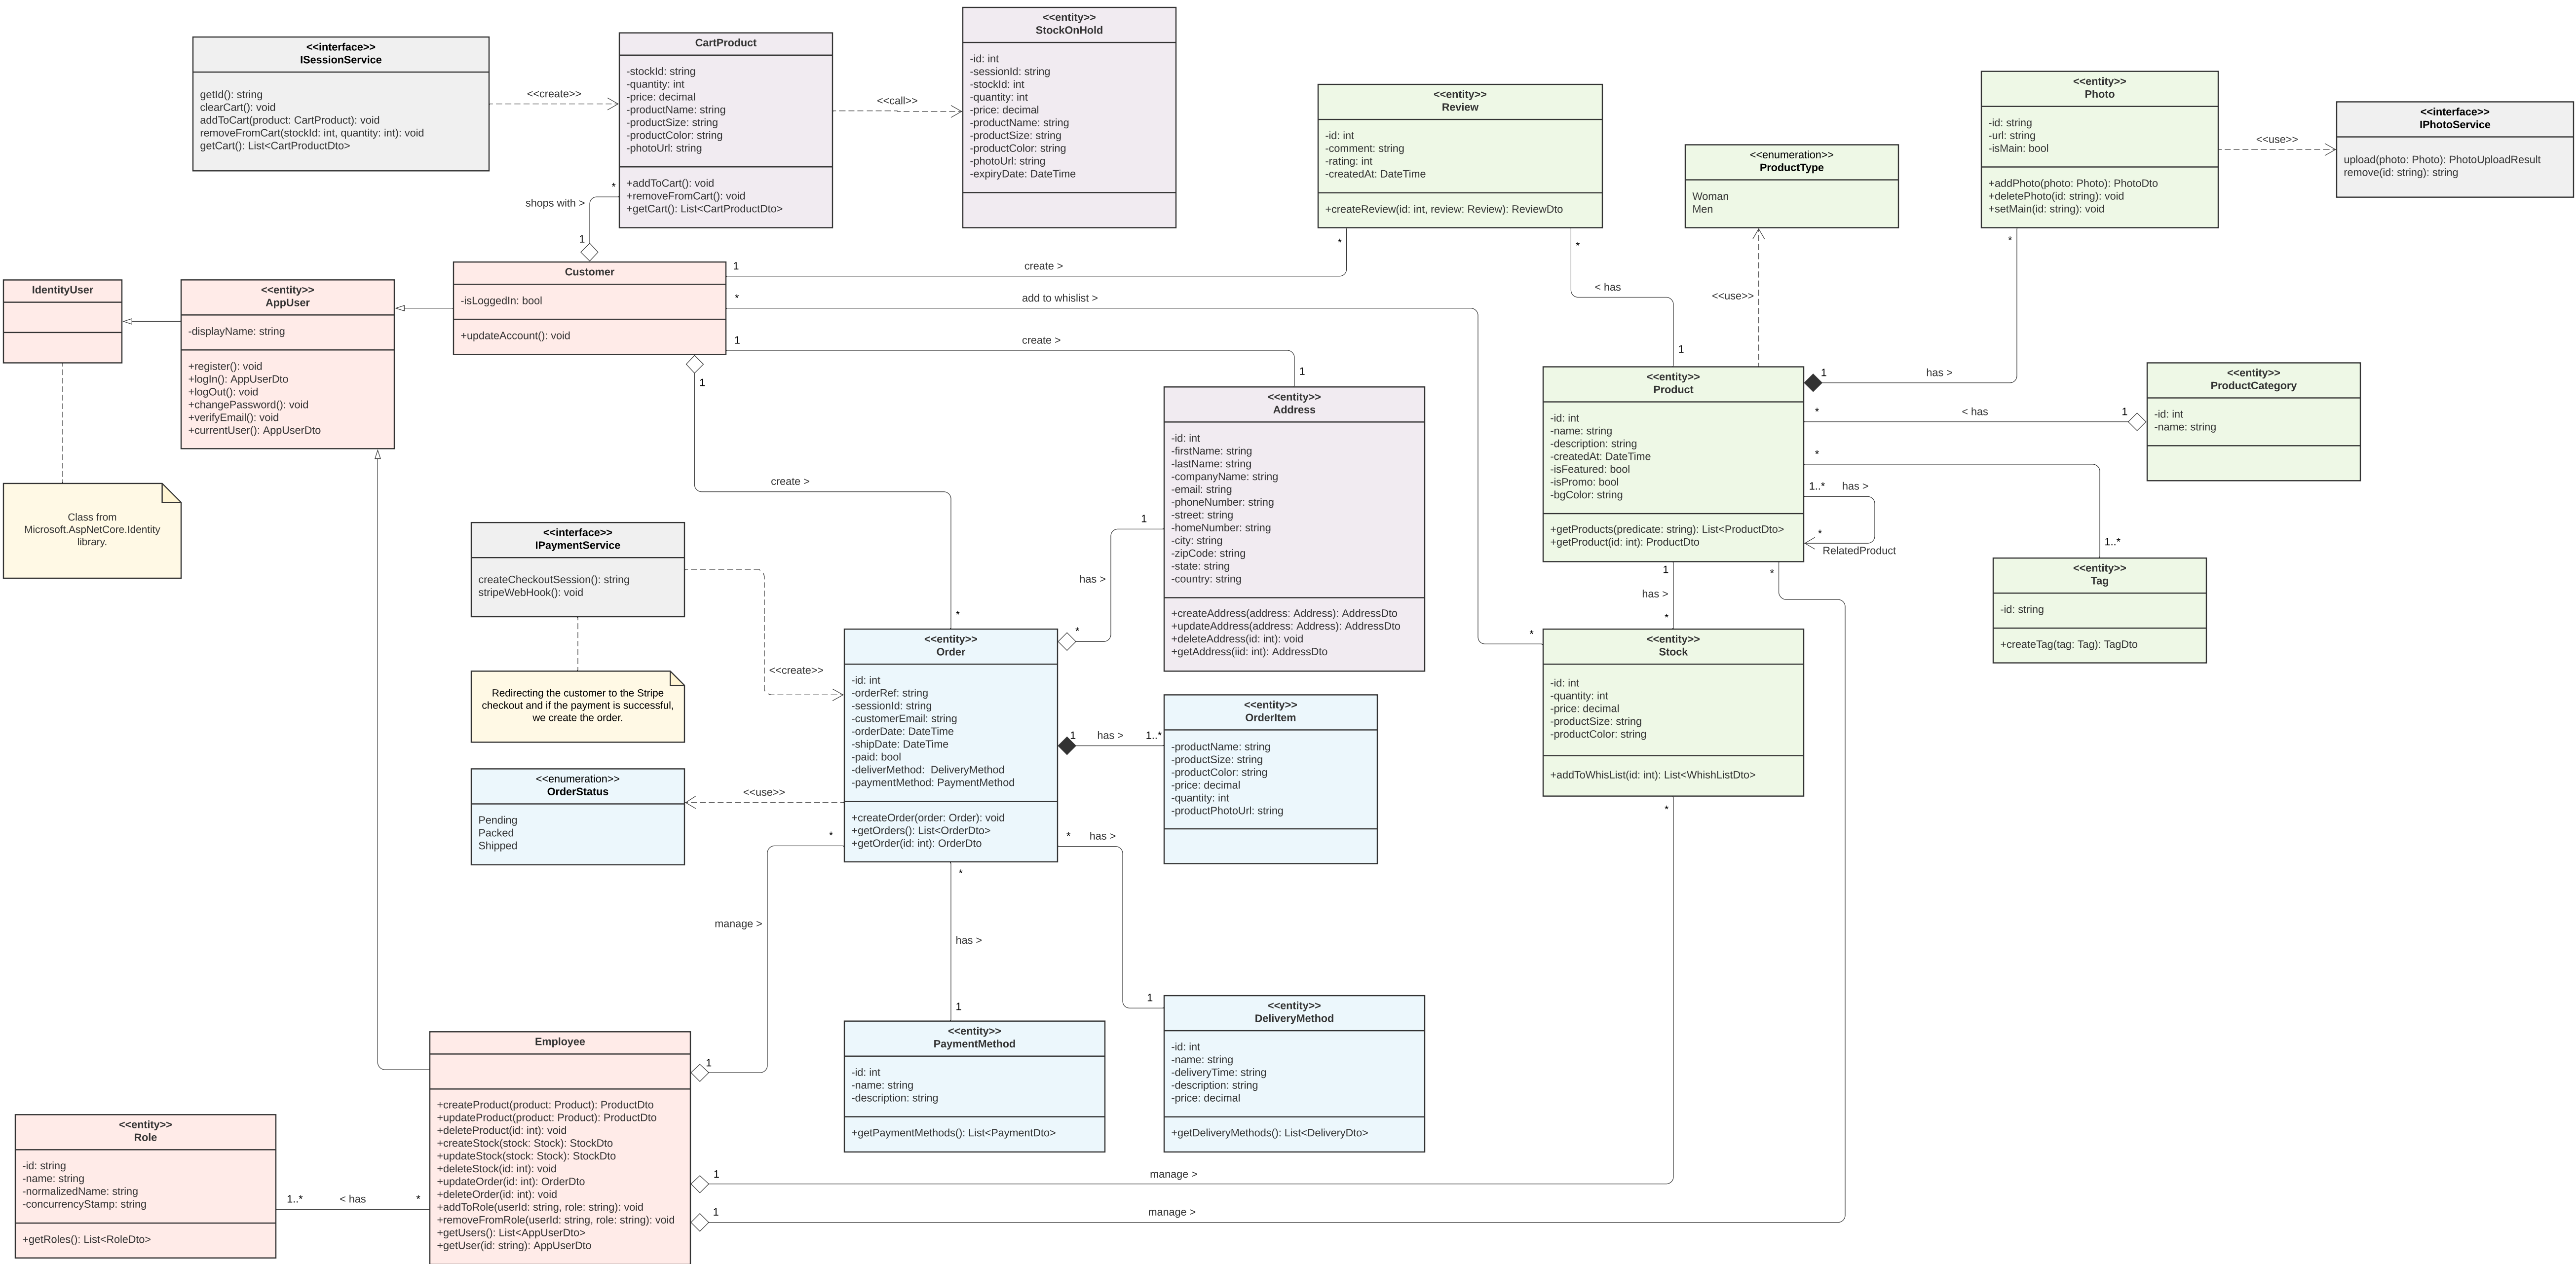 <<interface>>
ISessionService
getId(): string
clearCart(): void
addToCart(product: CartProduct): void
removeFromCart(stockId: int, quantity: int): void
getCart(): List<CartProductDto>
<<create>>
CartProduct
-stockId: string
-quantity: int
-price: decimal
-productName: string
-productSize: string
-productColor: string
-photoUrl: string
+addToCart(): void
+removeFromCart(): void
+getCart(): List<CartProductDto>
<<call>>
<<entity>>
StockOnHold
-id: int
-sessionId: string
-stockId: int
-quantity: int
-price: decimal
-productName: string
-productSize: string
-productColor: string
-photoUrl: string
-expiryDate: DateTime
<<entity>>
Review
-id: int
-comment: string
-rating: int
-createdAt: DateTime
+createReview(id: int, review: Review): ReviewDto
<<enumeration>>
ProductType
Woman
Men
<<entity>>
Photo
-id: string
-url: string
-isMain: bool
+addPhoto(photo: Photo): PhotoDto
+deletePhoto(id: string): void
+setMain(id: string): void
<<use>>
<<interface>>
IPhotoService
upload(photo: Photo): PhotoUploadResult
remove(id: string): string
*
shops with >
1
IdentityUser
Class from
Microsoft.AspNetCore.Identity
library.
<<entity>>
AppUser
-displayName: string
+register(): void
+logIn(): AppUserDto
+logOut(): void
+changePassword(): void
+verifyEmail(): void
+currentUser(): AppUserDto
Customer
-isLoggedIn: bool
+updateAccount(): void
1
create >
*
*
add to whislist >
*
1
create >
1
1
create >
*
*
< has
1
<<use>>
*
1
has >
<<entity>>
Product
-id: int
-name: string
-description: string
-createdAt: DateTime
-isFeatured: bool
-isPromo: bool
-bgColor: string
+getProducts(predicate: string): List<ProductDto>
+getProduct(id: int): ProductDto
*
< has
1
<<entity>>
ProductCategory
-id: int
-name: string
*
1..*
1..*
has >
*
RelatedProduct
<<entity>>
Tag
-id: string
+createTag(tag: Tag): TagDto
<<entity>>
Address
-id: int
-firstName: string
-lastName: string
-companyName: string
-email: string
-phoneNumber: string
-street: string
-homeNumber: string
-city: string
-zipCode: string
-state: string
-country: string
+createAddress(address: Address): AddressDto
+updateAddress(address: Address): AddressDto
+deleteAddress(id: int): void
+getAddress(iid: int): AddressDto
1
has >
*
<<interface>>
IPaymentService
createCheckoutSession(): string
stripeWebHook(): void
<<create>>
Redirecting the customer to the Stripe
checkout and if the payment is successful,
we create the order.
<<entity>>
Order
-id: int
-orderRef: string
-sessionId: string
-customerEmail: string
-orderDate: DateTime
-shipDate: DateTime
-paid: bool
-deliverMethod:  DeliveryMethod
-paymentMethod: PaymentMethod
+createOrder(order: Order): void
+getOrders(): List<OrderDto>
+getOrder(id: int): OrderDto
1
has >
1..*
<<entity>>
OrderItem
-productName: string
-productSize: string
-productColor: string
-price: decimal
-quantity: int
-productPhotoUrl: string
1
has >
*
*
<<entity>>
Stock
-id: int
-quantity: int
-price: decimal
-productSize: string
-productColor: string
+addToWhisList(id: int): List<WhishListDto>
*
<<enumeration>>
OrderStatus
Pending
Packed
Shipped
<<use>>
*
manage >
1
*
has >
1
*
has >
1
<<entity>>
PaymentMethod
-id: int
-name: string
-description: string
+getPaymentMethods(): List<PaymentDto>
<<entity>>
DeliveryMethod
-id: int
-name: string
-deliveryTime: string
-description: string
-price: decimal
+getDeliveryMethods(): List<DeliveryDto>
Employee
+createProduct(product: Product): ProductDto
+updateProduct(product: Product): ProductDto
+deleteProduct(id: int): void
+createStock(stock: Stock): StockDto
+updateStock(stock: Stock): StockDto
+deleteStock(id: int): void
+updateOrder(id: int): OrderDto
+deleteOrder(id: int): void
+addToRole(userId: string, role: string): void
+removeFromRole(userId: string, role: string): void
+getUsers(): List<AppUserDto>
+getUser(id: string): AppUserDto
1
manage >
1
manage >
<<entity>>
Role
-id: string
-name: string
-normalizedName: string
-concurrencyStamp: string
+getRoles(): List<RoleDto>
1..*
< has
*